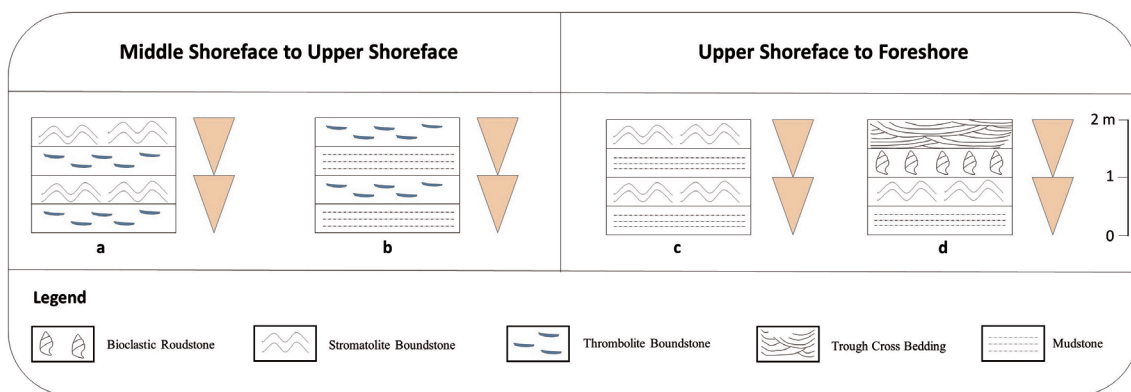 Middle Shoreface to Upper Shoreface
Upper Shoreface to Foreshore
2 m
1
0
a
b
c
d
Legend
Bioclastic Roudstone
Stromatolite Boundstone
Thrombolite Boundstone
Trough Cross Bedding
Mudstone